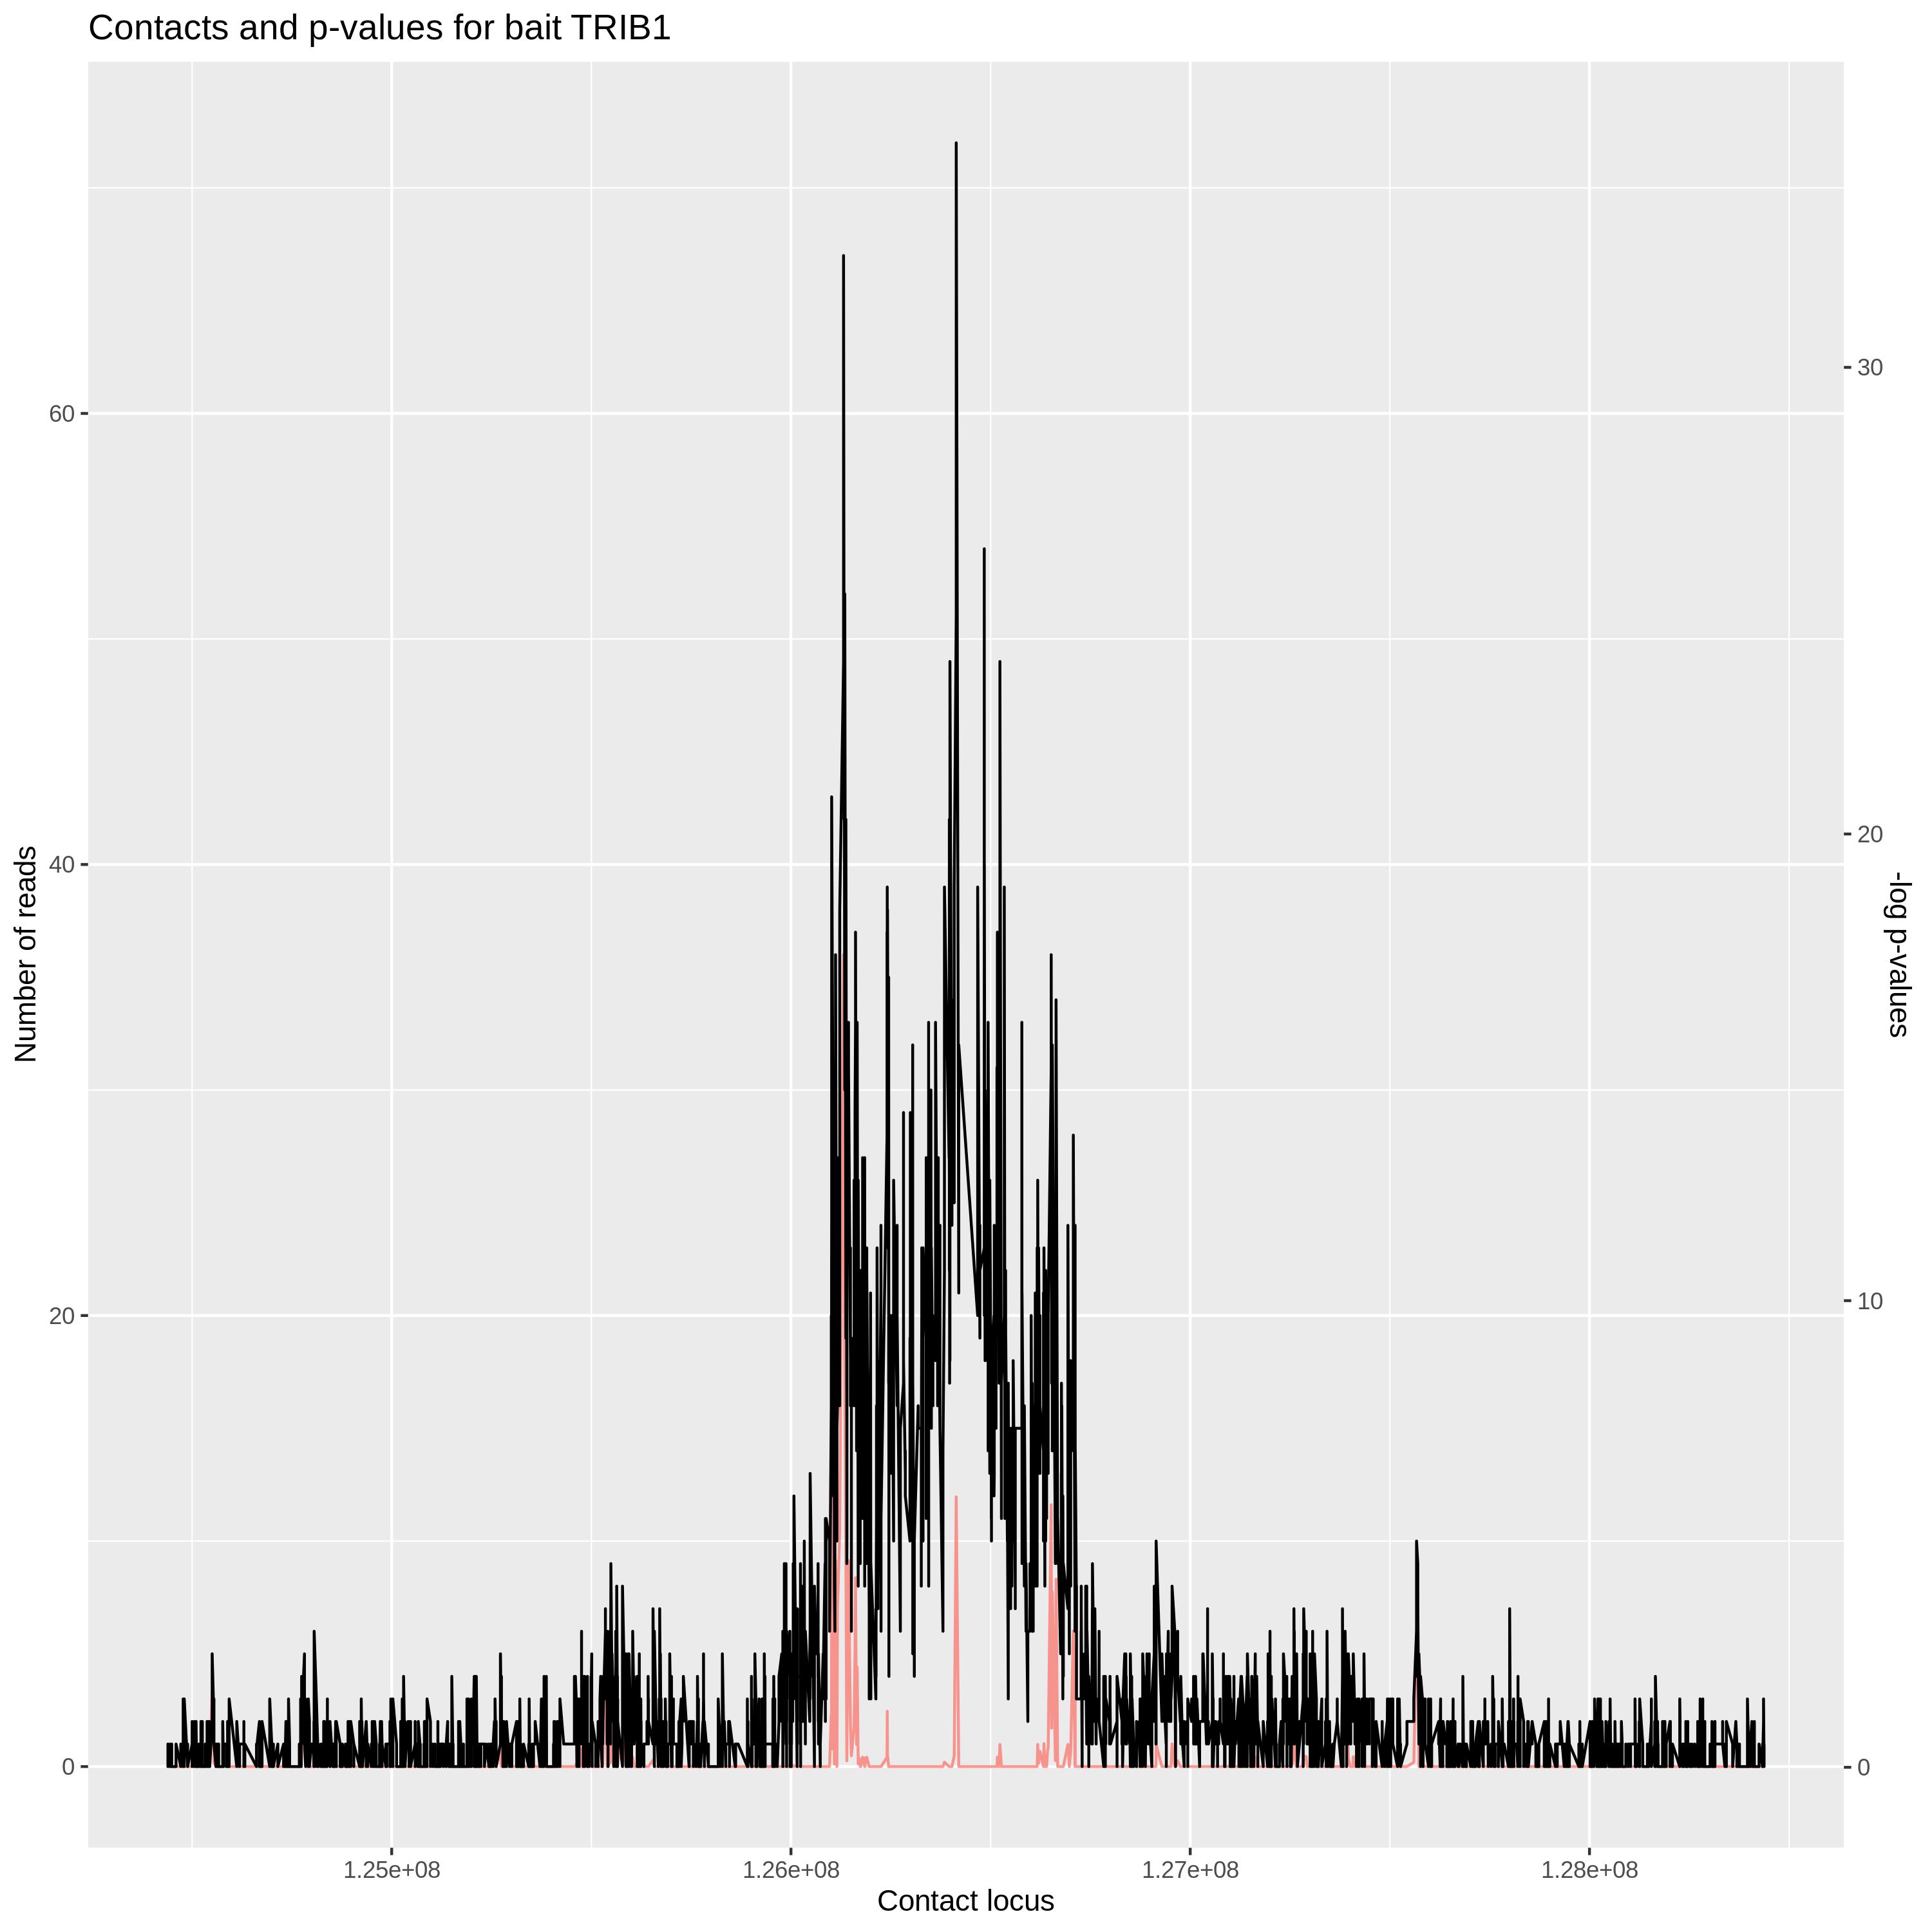 Contacts and p-values for bait TRIB1
60
40
20
0
Number of reads
30
20
10
0
-log p-values
1.25e+08 1.26e+08 1.27e+08 1.28e+08
Contact locus